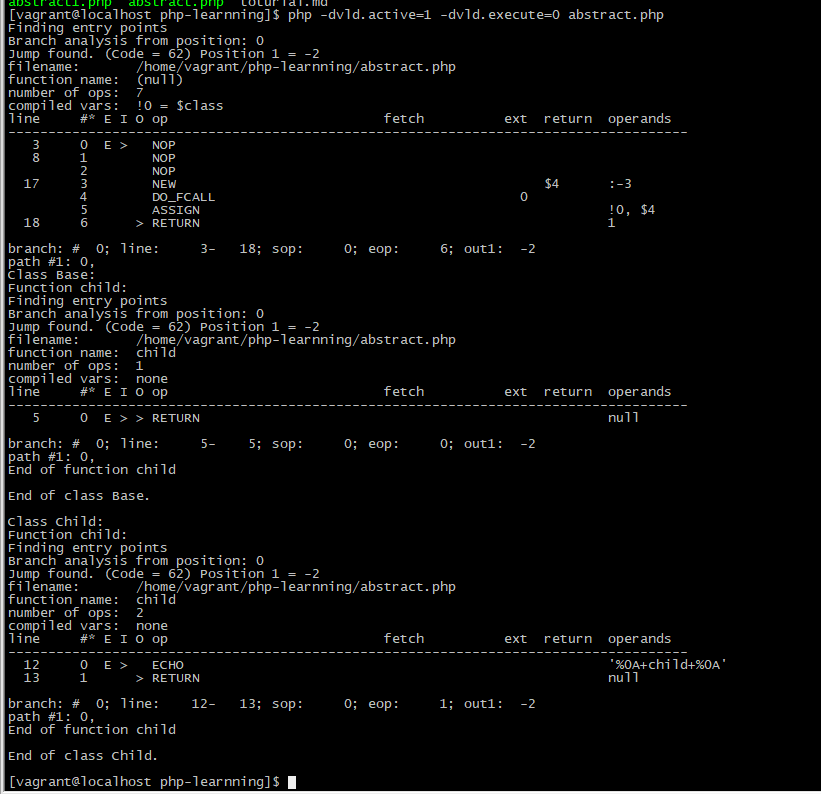 abstract1.php  abstract.php  toturial.md
[vagrant@localhost php-learnning]$ php -dvld.active=1 -dvld.execute=0 abstract.php
Finding entry points
Branch analysis from position: 0
Jump found. (Code = 62) Position 1 = -2
filename:       /home/vagrant/php-learnning/abstract.php
function name:  (null)
number of ops:  7
compiled vars:  !0 = $class
line     #* E I O op                           fetch          ext  return  operands
-------------------------------------------------------------------------------------
   3     0  E >   NOP
   8     1        NOP
         2        NOP
  17     3        NEW                                              $4      :-3
         4        DO_FCALL                                      0
         5        ASSIGN                                                   !0, $4
  18     6      > RETURN                                                   1
branch: #  0; line:     3-   18; sop:     0; eop:     6; out1:  -2
path #1: 0,
Class Base:
Function child:
Finding entry points
Branch analysis from position: 0
Jump found. (Code = 62) Position 1 = -2
filename:       /home/vagrant/php-learnning/abstract.php
function name:  child
number of ops:  1
compiled vars:  none
line     #* E I O op                           fetch          ext  return  operands
-------------------------------------------------------------------------------------
   5     0  E > > RETURN                                                   null
branch: #  0; line:     5-    5; sop:     0; eop:     0; out1:  -2
path #1: 0,
End of function child
End of class Base.
Class Child:
Function child:
Finding entry points
Branch analysis from position: 0
Jump found. (Code = 62) Position 1 = -2
filename:       /home/vagrant/php-learnning/abstract.php
function name:  child
number of ops:  2
compiled vars:  none
line     #* E I O op                           fetch          ext  return  operands
-------------------------------------------------------------------------------------
  12     0  E >   ECHO                                                     '%0A+child+%0A'
  13     1      > RETURN                                                   null
branch: #  0; line:    12-   13; sop:     0; eop:     1; out1:  -2
path #1: 0,
End of function child
End of class Child.
[vagrant@localhost php-learnning]$